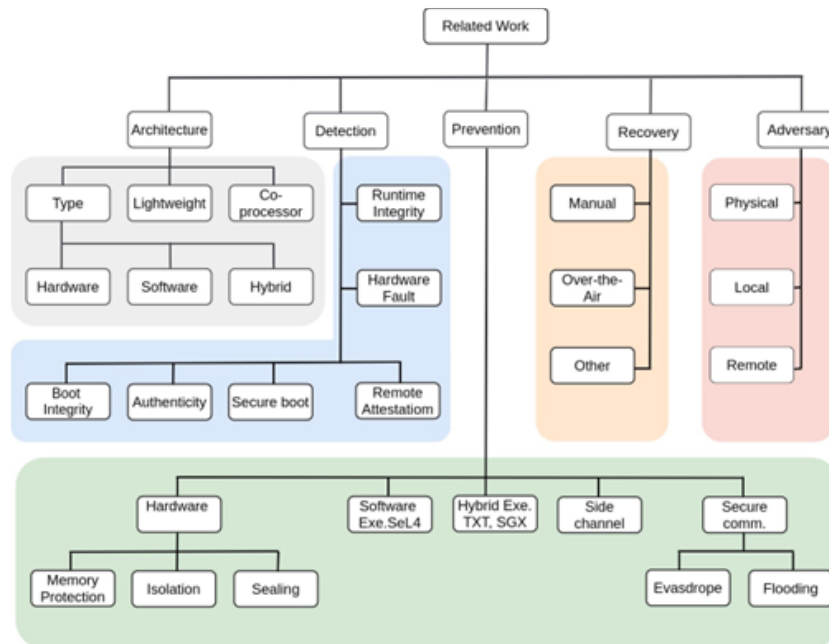 Related Work
Architecture
Detection
Prevention
Recovery
Adversary
Type
Lightweight
Co-
processor
Runtime
Integrity
Manual
Physical
Hardware
Software
Hybrid
Hardware
Fault
Over-the-
Air
Local
Other
Remote
Boot
Integrity
Authenticity
Secure boot
Remote
Attestatiom
Hardware
Software
Exe.SeL4
Hybrid Exe.
TXT, SGX
Side
channel
Secure
comm.
Memory
Protection
Isolation
Sealing
Evasdrope
Flooding